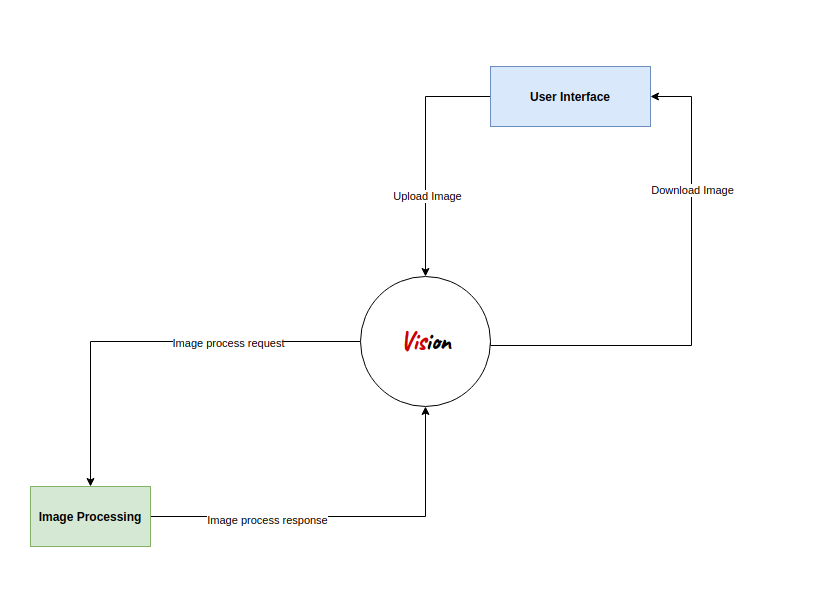 User Interface
Download Image
Upload Image
Vision
Image process request
Image Processing
Image process response